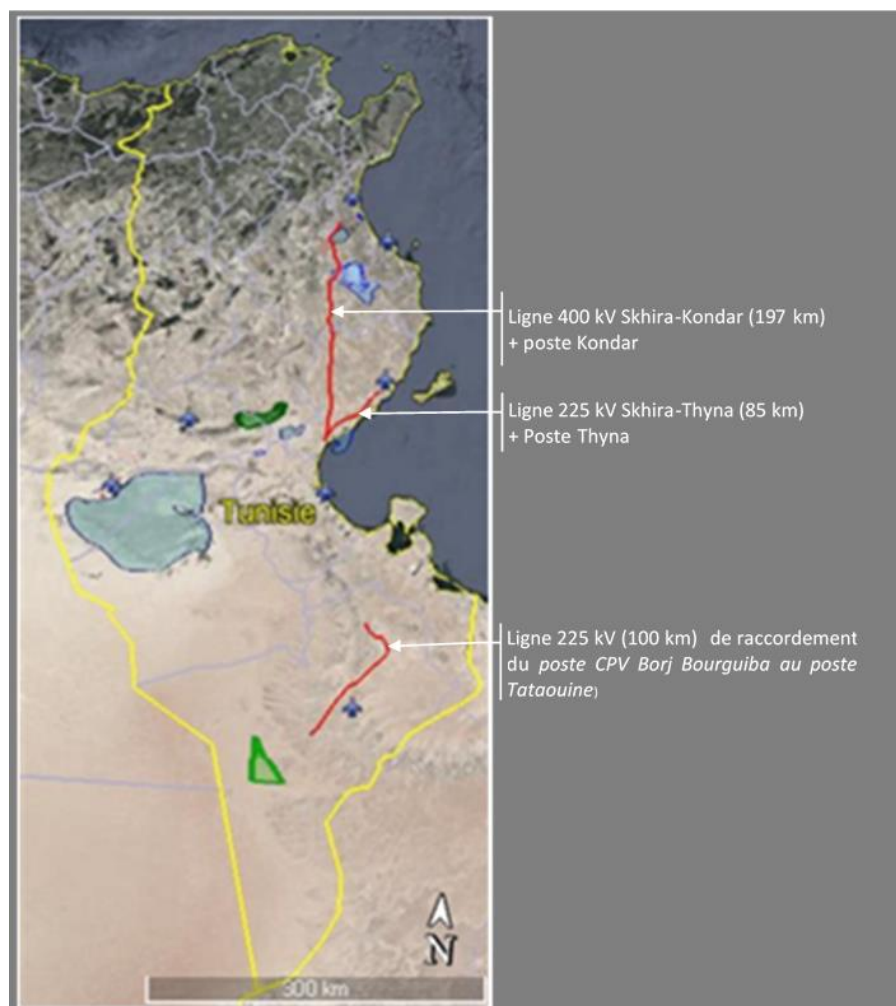 Ligne 400 kV Skhira-Kondar (197 km)
+ poste Kondar
Ligne 225 kV Skhira-Thyna (85 km)
+ Poste Thyna
Tunisie
Ligne 225 kV (100 km) de raccordement
du poste CPV Borj Bourguiba au poste
Tataouine)
N
300 km